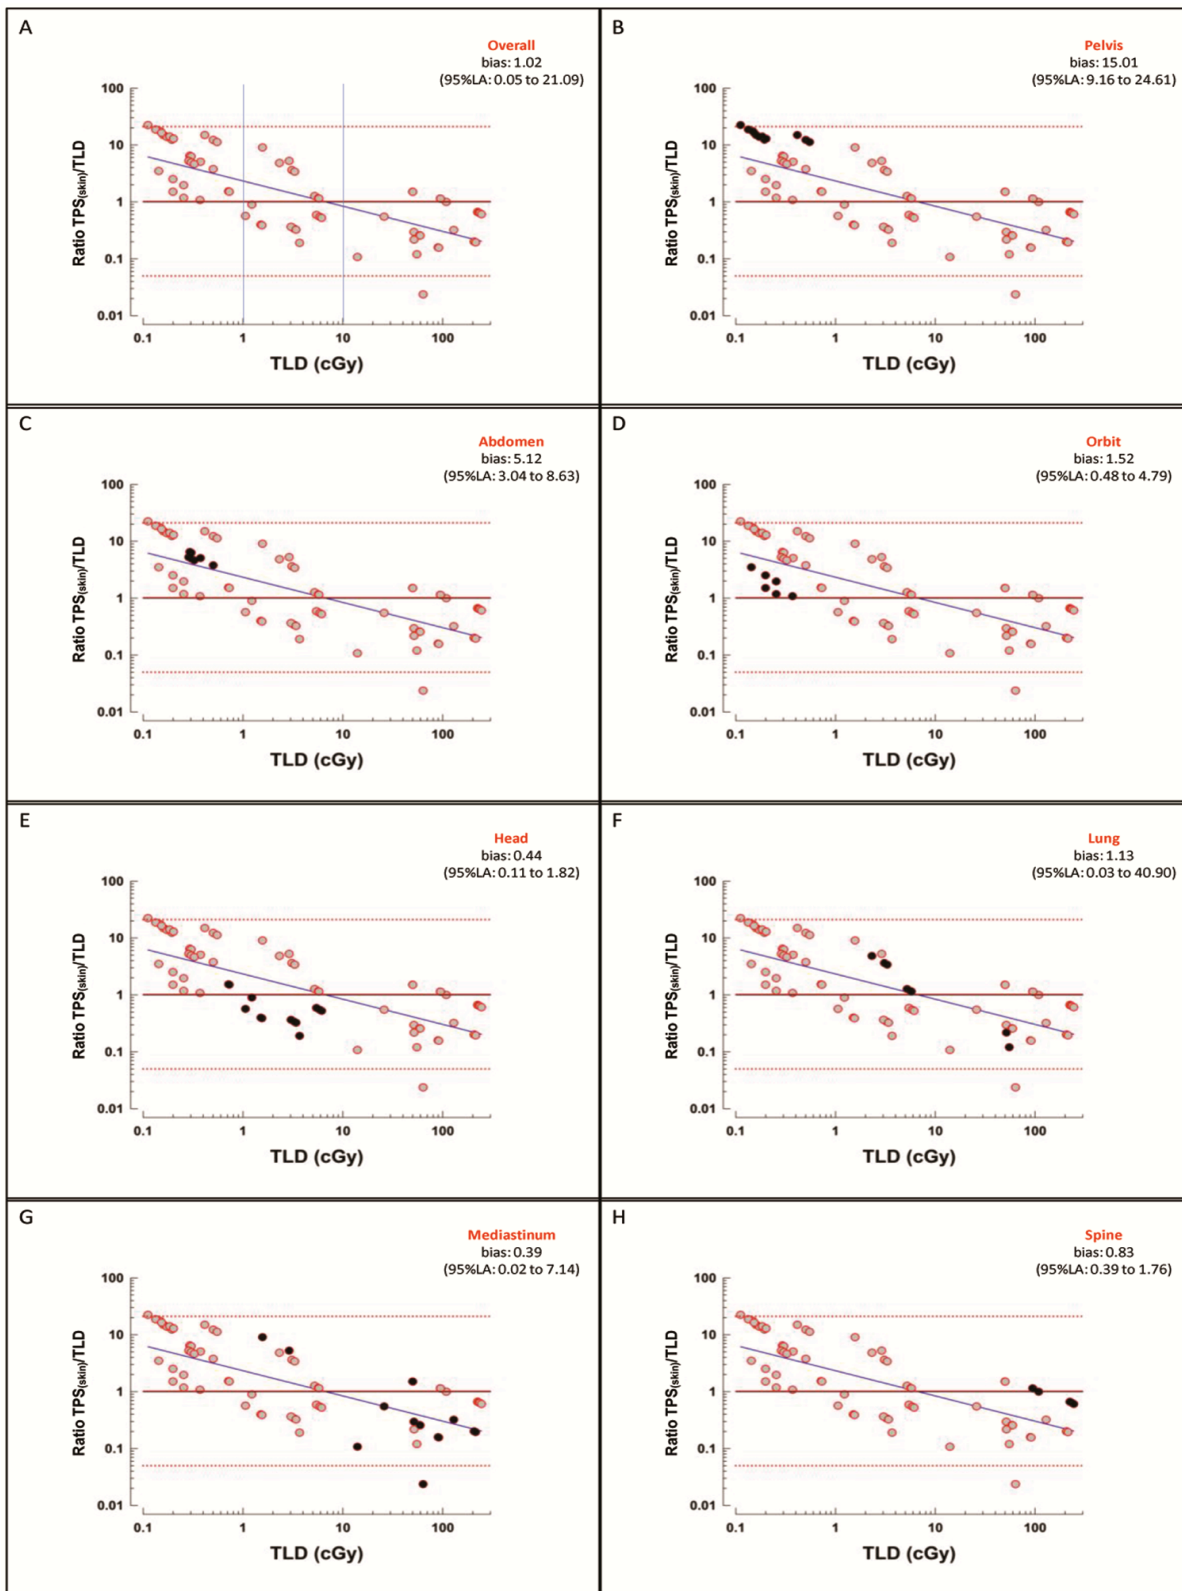 A
Overall
bias: 1.02
(95%LA: 0.05 to 21.09)
100
10
1
0.1
0.01
Ratio TPS(skin)/TLD
0.1 1 10 100
TLD (cGy)
B
Pelvis
bias: 15.01
(95%LA: 9.16 to 24.61)
100
10
1
0.1
0.01
Ratio TPS(skin)/TLD
0.1 1 10 100
TLD (cGy)
C
Abdomen
bias: 5.12
(95%LA: 3.04 to 8.63)
100
10
1
0.1
0.01
Ratio TPS(skin)/TLD
0.1 1 10 100
TLD (cGy)
D
Orbit
bias: 1.52
(95%LA: 0.48 to 4.79)
100
10
1
0.1
0.01
Ratio TPS(skin)/TLD
0.1 1 10 100
TLD (cGy)
E
Head
bias: 0.44
(95%LA: 0.11 to 1.82)
100
10
1
0.1
0.01
Ratio TPS(skin)/TLD
0.1 1 10 100
TLD (cGy)
F
Lung
bias: 1.13
(95%LA: 0.03 to 40.90)
100
10
1
0.1
0.01
Ratio TPS(skin)/TLD
0.1 1 10 100
TLD (cGy)
G
Mediastinum
bias: 0.39
(95%LA: 0.02 to 7.14)
100
10
1
0.1
0.01
Ratio TPS(skin)/TLD
0.1 1 10 100
TLD (cGy)
H
Spine
bias: 0.83
(95%LA: 0.39 to 1.76)
100
10
1
0.1
0.01
Ratio TPS(skin)/TLD
0.1 1 10 100
TLD (cGy)